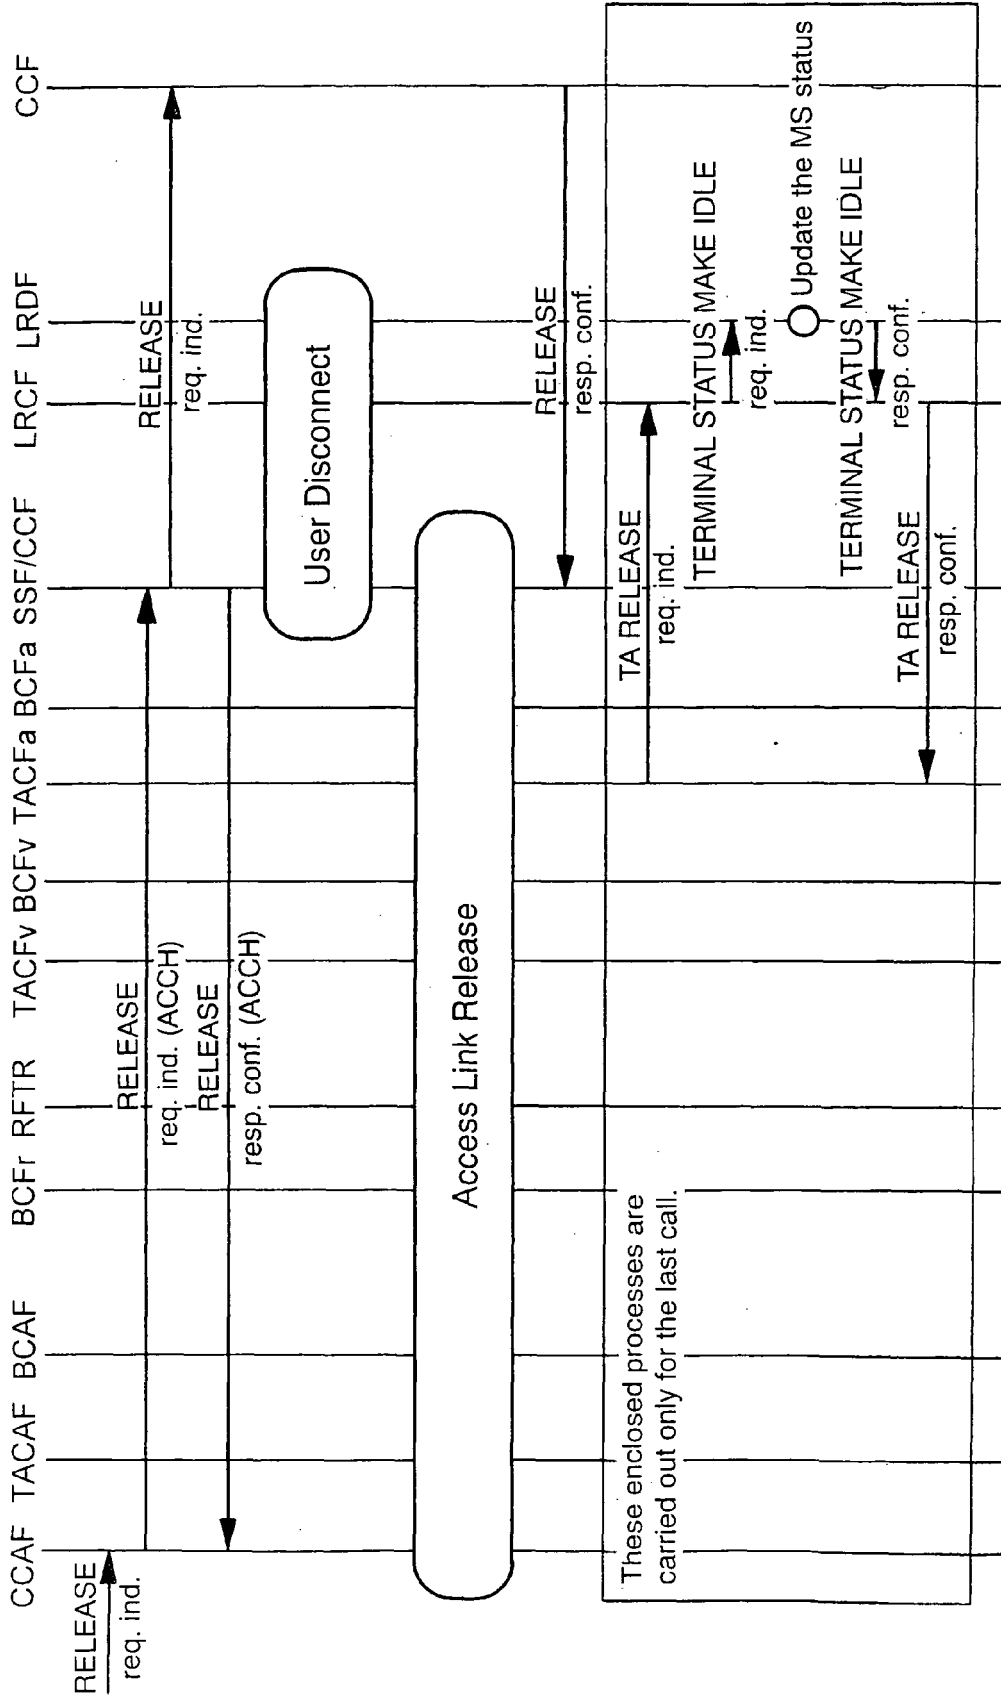 CCAF TACAF BCAF BCFr RFTR TACFv BCFv TACFa BCFa SSF/CCF LRCF LRDF CCF
RELEASE
req. ind.
RELEASE
req. ind. (ACCH)
RELEASE
req. ind.
RELEASE
resp. conf. (ACCH)
User Disconnect
Access Link Release
RELEASE
resp. conf.
These enclosed processes are
carried out only for the last call.
TA RELEASE
req. ind.
TERMINAL STATUS MAKE IDLE
req. ind.
Update the MS status
TERMINAL STATUS MAKE IDLE
resp. conf.
TA RELEASE
resp. conf.